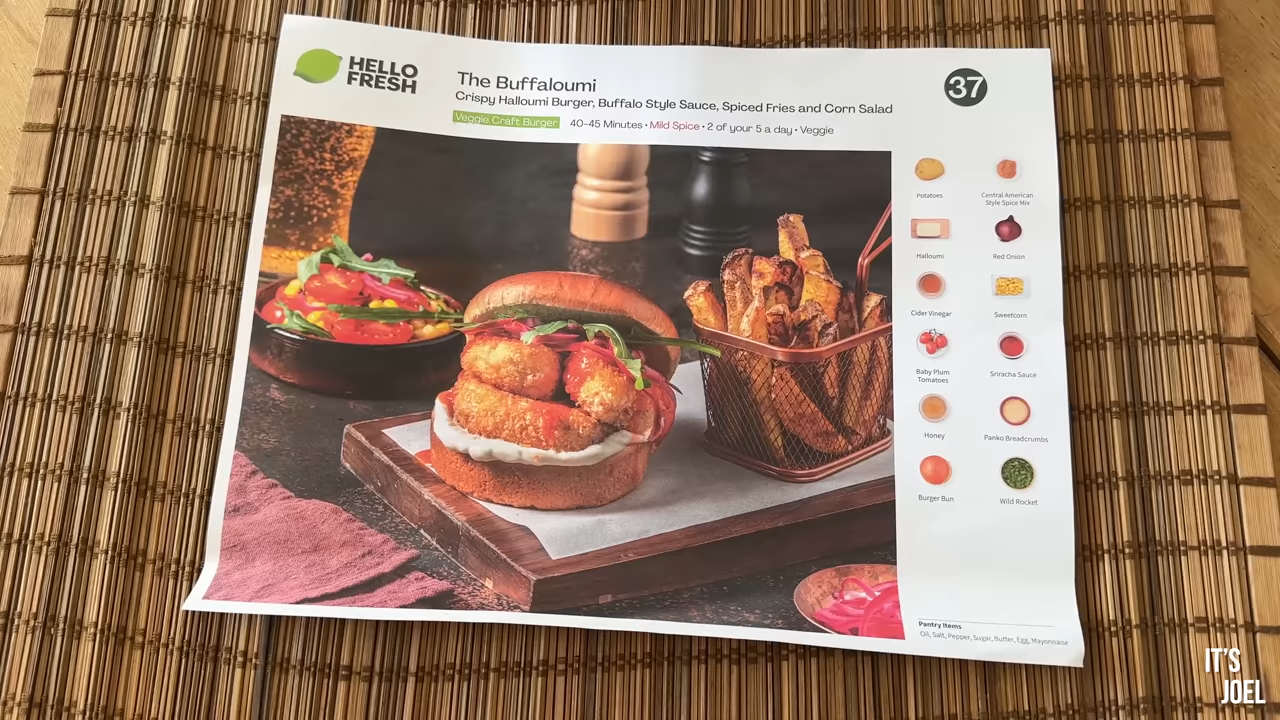 HELLO
FRESH
The Buffaloumi
Crispy Halloumi Burger, Buffalo Style Sauce, Spiced Fries and Corn Salad
Veggie Craft Burger 40-45 Minutes • Mild Spice • 2 of your 5 a day • Veggie
37
Potatoes
Central American
Style Spice Mix
Halloumi
Red Onion
Cider Vinegar
Sweetcorn
Baby Plum
Tomatoes
Sriracha Sauce
Honey
Panko Breadcrumbs
Burger Bun
Wild Rocket
Pantry Items
Oil, Salt, Pepper, Sugar, Butter, Egg, Mayonnaise
IT'S
JOEL